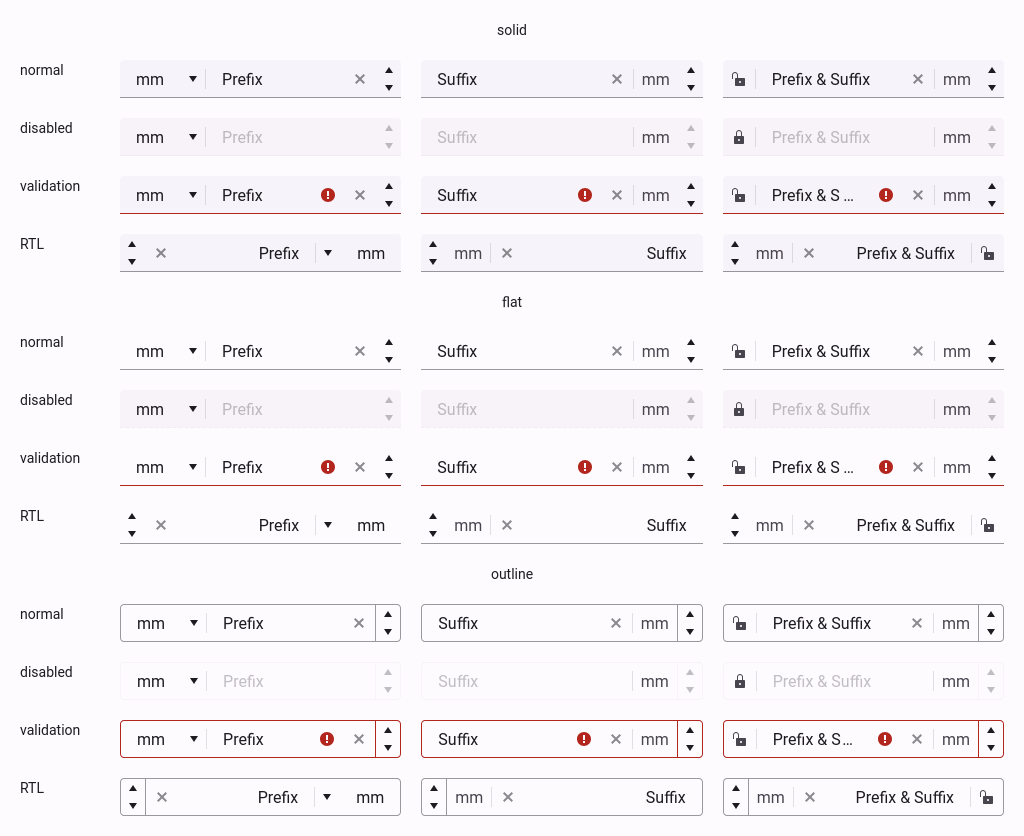 solid
normal mm Prefix Suffix mm Prefix & Suffix mm
disabled mm Prefix Suffix mm Prefix & Suffix mm
validation mm Prefix Suffix mm Prefix & S ... mm
RTL Prefix mm mm Suffix mm Prefix & Suffix
flat
normal mm Prefix Suffix mm Prefix & Suffix mm
disabled mm Prefix Suffix mm Prefix & Suffix mm
validation mm Prefix Suffix mm Prefix & S ... mm
RTL Prefix mm mm Suffix mm Prefix & Suffix
outline
normal mm Prefix Suffix mm Prefix & Suffix mm
disabled mm Prefix Suffix mm Prefix & Suffix mm
validation mm Prefix Suffix mm Prefix & S... mm
RTL Prefix mm mm Suffix mm Prefix & Suffix